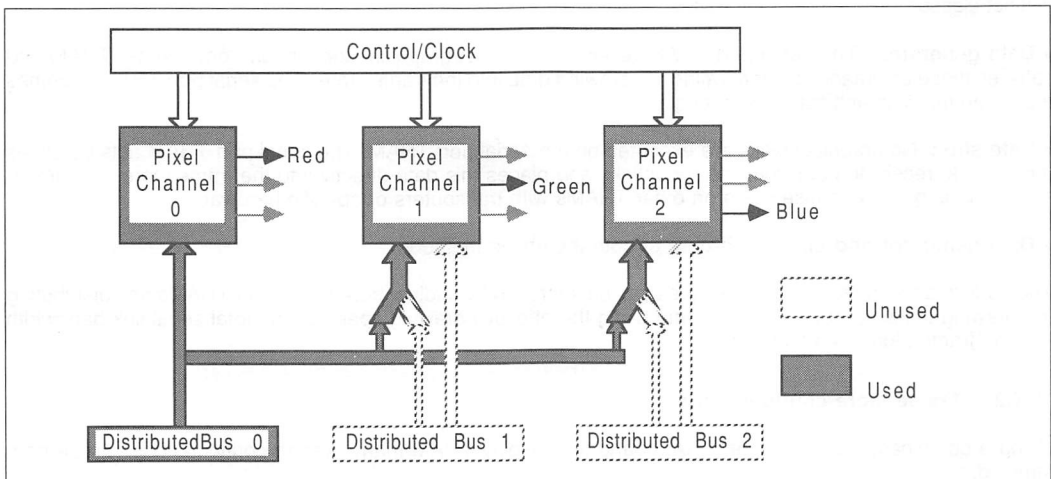 Control/Clock
Pixel
Channel
0
Red
Pixel
Channel
1
Green
Pixel
Channel
2
Blue
Unused
Used
DistributedBus 0
Distributed Bus 1
Distributed Bus 2